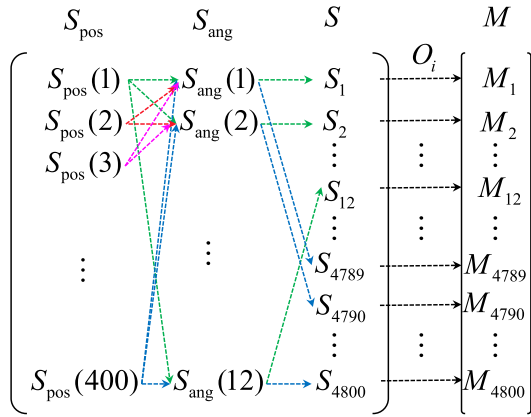 S_pos S_ang S M
O_i
S_pos(1) S_ang(1) S_1 M_1
S_pos(2) S_ang(2) S_2 M_2
S_pos(3) ⋮ ⋮
S_12 M_12
⋮ ⋮ ⋮ ⋮
S_4789 M_4789
S_4790 M_4790
⋮ ⋮
S_pos(400) S_ang(12) S_4800 M_4800